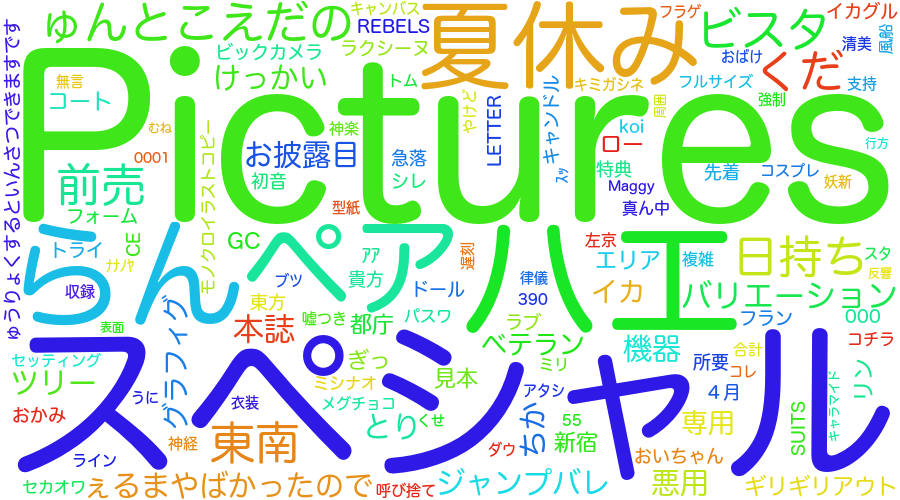 ゅんとこえだの
キャンバス
REBELS
夏休み
フラゲ
イカグル
ビックカメラ
ラクシーヌ
ビスタ
清美
風船
無言
コート
けっかい
トム
やけど
キャンドル
キミガシネ
おばけ
くだ
フルサイズ
支持
周囲
強制
Pictures
むね
0001
モノクロイラストコピー
神楽
LETTER
koi
ロー
行方
前売
お披露目
急落
初音
シレ
ｽｯ
特典
先着
コスプレ
妖新
Maggy
真ん中
型紙
フォーム
ゅうりょくするといんさつできますです
らん
ペア
ハエ
トライ
CE
GC
ｱｱ
遅刻
左京
日持ち
スタ
ｻﾅﾉﾔ
収録
ブツ
貴方
ドール
律儀
エリア
複雑
反響
390
イカ
バリエーション
表面
グラフィグ
東方
本誌
嘘つき
都庁
パスワ
ラブ
フラン
000
コチラ
スペシャル
セッティング
ツリー
ぎっ
ベテラン
機器
所要
合計
ミリ
コレ
ミシナオ
見本
うに
衣装
メグチョコ
アタシ
４月
SUITS
キャラマイド
リン
おかみ
神経
東南
とり
くせ
ちか
55
新宿
専用
ダウ
おいちゃん
ライン
セカオワ
ぇるまやばかったので
呼び捨て
ジャンプバレ
悪用
ギリギリアウト